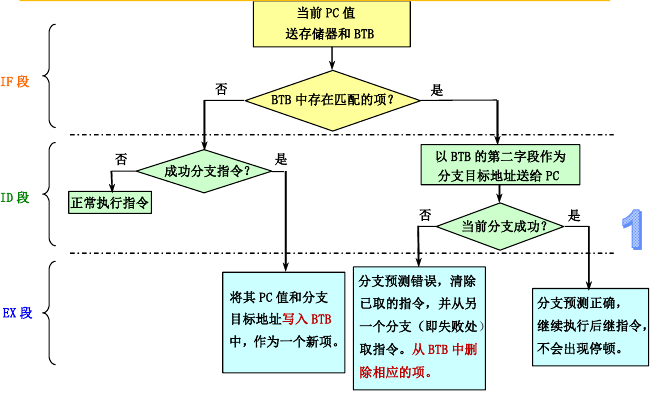 当前 PC 值
送存储器和 BTB
IF 段
BTB 中存在匹配的项？
否
是
ID 段
否
成功分支指令？
是
正常执行指令
以 BTB 的第二字段作为
分支目标地址送给 PC
否
当前分支成功？
是
1
EX 段
将其 PC 值和分支
目标地址写入 BTB
中，作为一个新项。
分支预测错误，清除
已取的指令，并从另
一个分支（即失败处）
取指令。从 BTB 中删
除相应的项。
分支预测正确，
继续执行后继指令，
不会出现停顿。